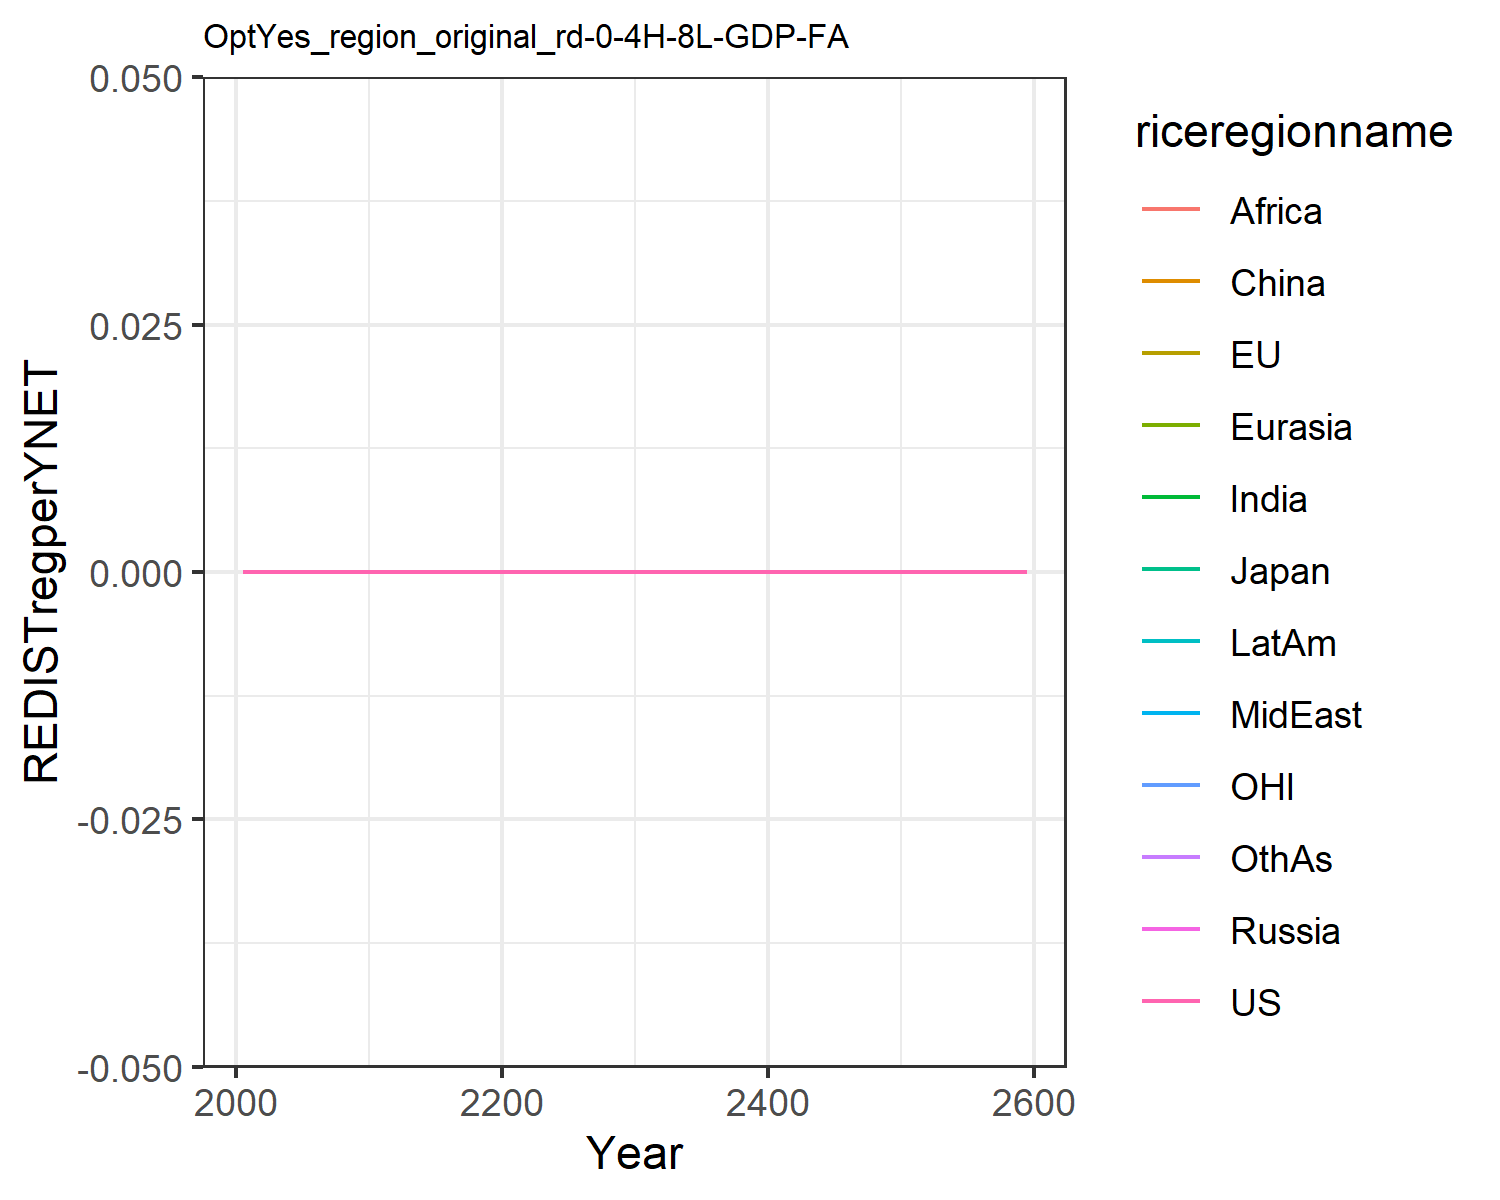 OptYes_region_original_rd-0-4H-8L-GDP-FA
0.050
0.025
0.000
-0.025
-0.050
REDISTregperYNET
2000 2200 2400 2600
Year
riceregionname
Africa
China
EU
Eurasia
India
Japan
LatAm
MidEast
OHI
OthAs
Russia
US